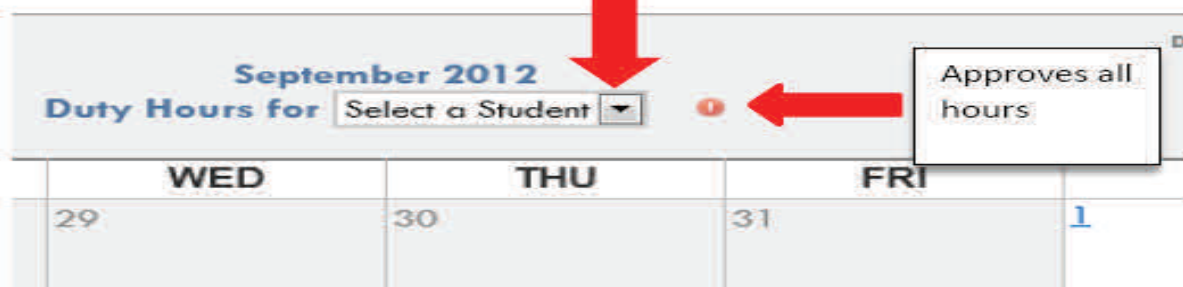 September 2012
Duty Hours for Select a Student
Approves all
hours
WED THU FRI
29 30 31 1